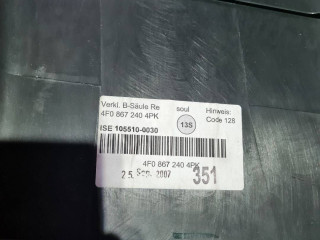 Verkl. B-Säule Re soul Hinweis:
4F0 867 240 4PK 13S Code 128
ISE 105510-0030
4F0 867 240 4PK
25. Sep. 2007 351